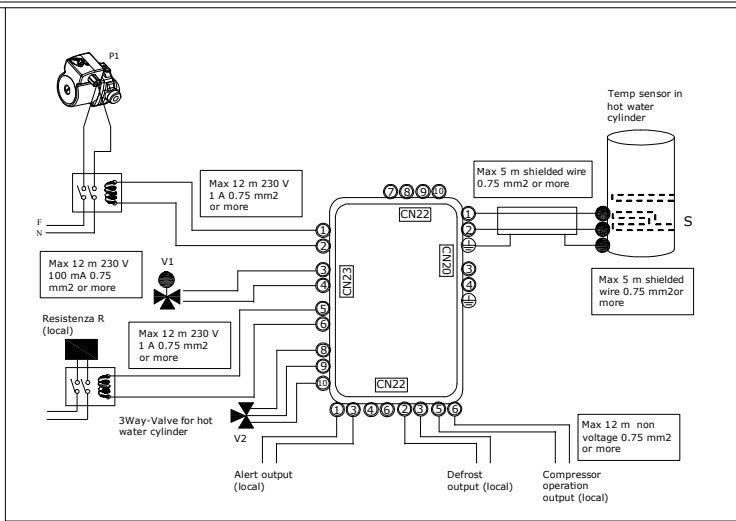 P1
Temp sensor in
hot water
cylinder
Max 5 m shielded wire
0.75 mm2 or more
Max 12 m 230 V
1 A 0.75 mm2
or more
7 8 9 10
CN22
1
2
1
2
S
F
N
CN20
CN23
3
4
3
4
Max 12 m 230 V
100 mA 0.75
mm2 or more
V1
Max 5 m shielded
wire 0.75 mm2or
more
Resistenza R
(local)
Max 12 m 230 V
1 A 0.75 mm2
or more
5
6
8
9
10
CN22
3Way-Valve for hot
water cylinder
V2
1 3 4 6 2 3 5 6
Max 12 m non
voltage 0.75 mm2
or more
Alert output
(local)
Defrost
output (local)
Compressor
operation
output (local)